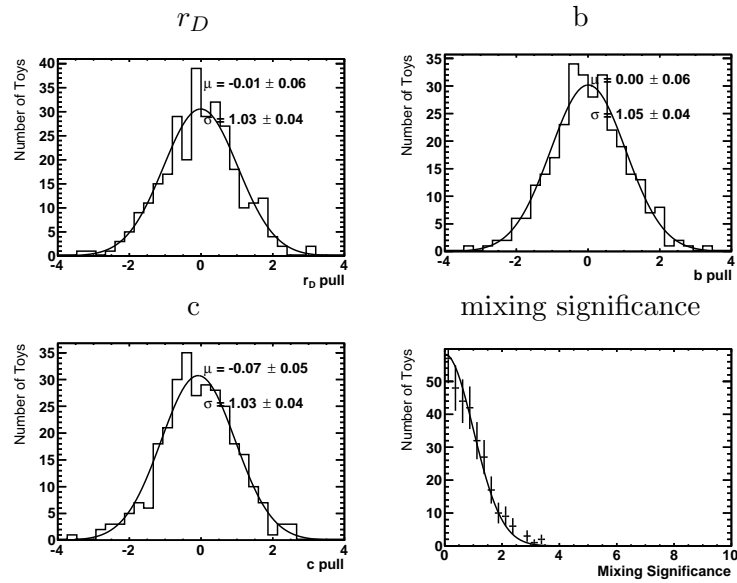 r_D
b
Number of Toys
40
35
30
25
20
15
10
5
0
-4
-2
0
2
4
r_D pull
μ = -0.01 ± 0.06
σ = 1.03 ± 0.04
Number of Toys
35
30
25
20
15
10
5
0
-4
-2
0
2
4
b pull
μ = 0.00 ± 0.06
σ = 1.05 ± 0.04
c
mixing significance
Number of Toys
35
30
25
20
15
10
5
0
-4
-2
0
2
4
c pull
μ = -0.07 ± 0.05
σ = 1.03 ± 0.04
Number of Toys
50
40
30
20
10
0
0
2
4
6
8
10
Mixing Significance